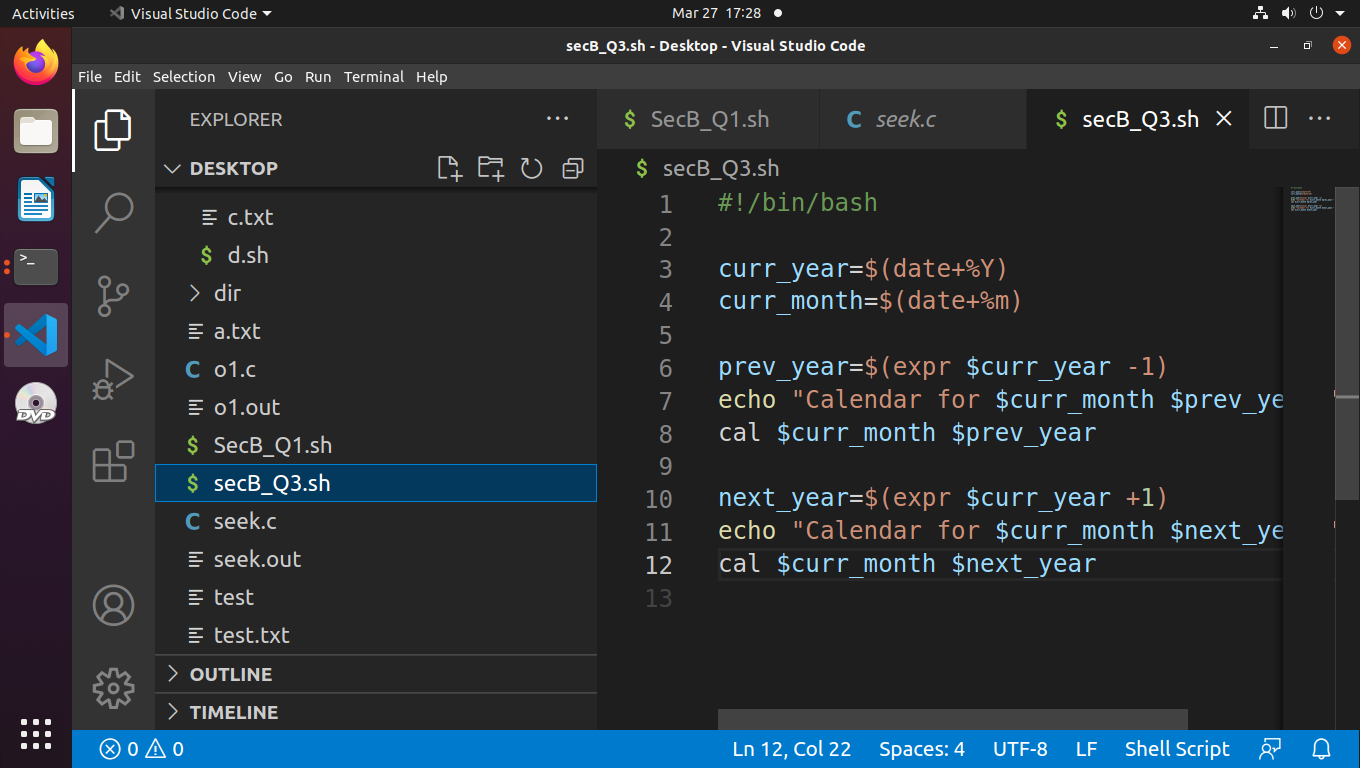 Activities Visual Studio Code Mar 27 17:28
secB_Q3.sh - Desktop - Visual Studio Code
File Edit Selection View Go Run Terminal Help
EXPLORER
DESKTOP
c.txt
$ d.sh
dir
a.txt
C o1.c
o1.out
$ SecB_Q1.sh
$ secB_Q3.sh
C seek.c
seek.out
test
test.txt
OUTLINE
TIMELINE
$ SecB_Q1.sh C seek.c $ secB_Q3.sh
$ secB_Q3.sh
1 #!/bin/bash
2
3 curr_year=$(date+%Y)
4 curr_month=$(date+%m)
5
6 prev_year=$(expr $curr_year -1)
7 echo "Calendar for $curr_month $prev_ye
8 cal $curr_month $prev_year
9
10 next_year=$(expr $curr_year +1)
11 echo "Calendar for $curr_month $next_ye
12 cal $curr_month $next_year
13
0 0 Ln 12, Col 22 Spaces: 4 UTF-8 LF Shell Script
DVD